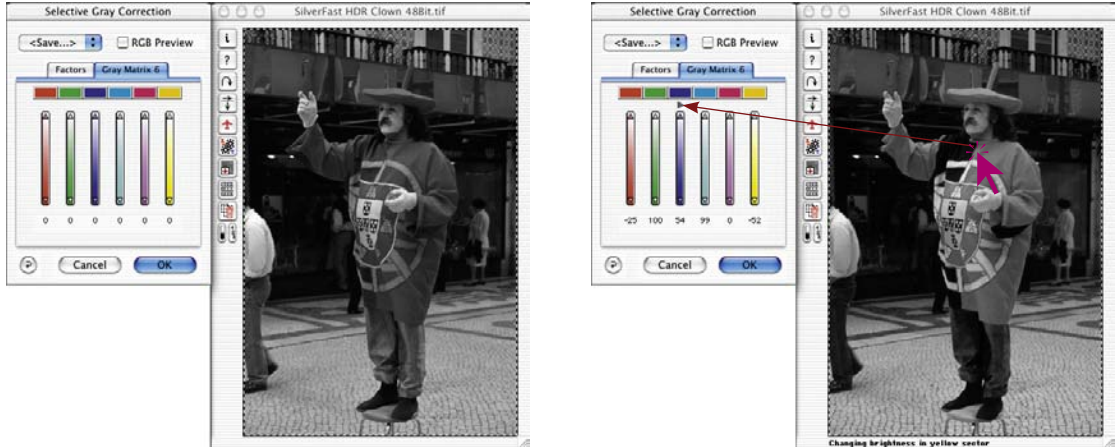 Selective Gray Correction
<Save...>
RGB Preview
Factors
Gray Matrix 6
0 0 0 0 0 0
Cancel
OK
SilverFast HDR Clown 48Bit.tif
i
?
Selective Gray Correction
<Save...>
RGB Preview
Factors
Gray Matrix 6
-25 100 54 99 0 -52
Cancel
OK
SilverFast HDR Clown 48Bit.tif
i
?
Changing brightness in yellow sector